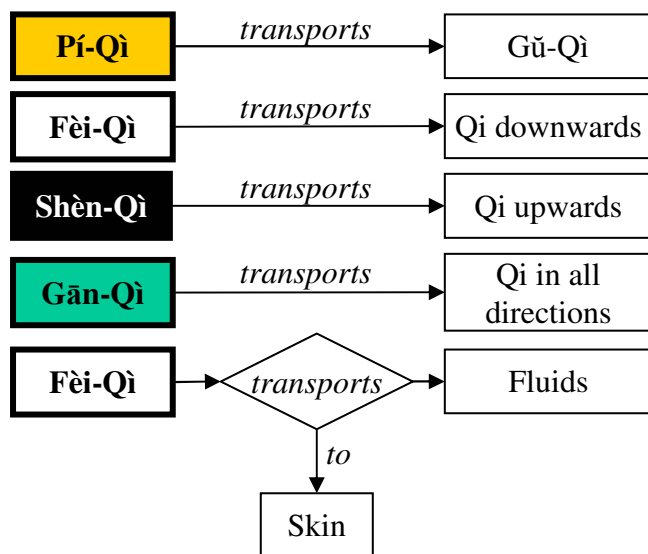 Pí-Qì transports Gŭ-Qì
Fèi-Qì transports Qi downwards
Shèn-Qì transports Qi upwards
Gān-Qì transports Qi in all
directions
Fèi-Qì transports Fluids
to
Skin